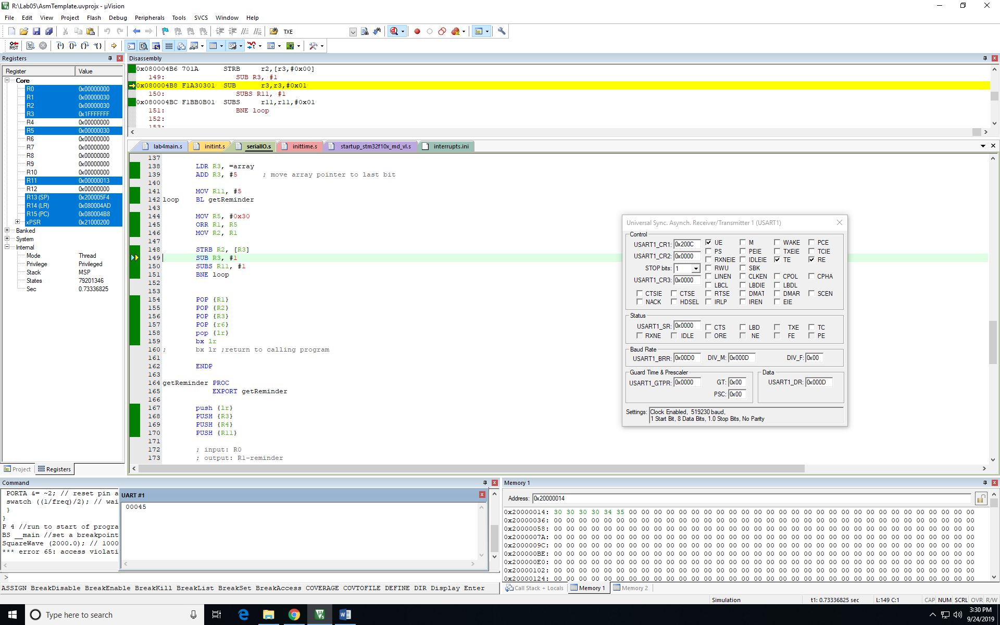 R:\Lab05\AsmTemplate.uvprojx - µVision
File Edit View Project Flash Debug Peripherals Tools SVCS Window Help
TXE
Registers
Register Value
Core
R0 0x00000000
R1 0x00000030
R2 0x00000030
R3 0x1FFFFFFF
R4 0x00000000
R5 0x00000030
R6 0x00000000
R7 0x00000000
R8 0x00000000
R9 0x00000000
R10 0x00000000
R11 0x00000013
R12 0x00000000
R13 (SP) 0x200005F4
R14 (LR) 0x080004AD
R15 (PC) 0x080004B8
xPSR 0x21000200
Banked
System
Internal
Mode Thread
Privilege Privileged
Stack MSP
States 79201346
Sec 0.73336825
Project Registers
Disassembly
0x080004B6 701A STRB r2,[r3,#0x00]
149: SUB R3, #1
0x080004B8 F1A30301 SUB r3,r3,#0x01
150: SUBS R11, #1
0x080004BC F1BB0B01 SUBS r11,r11,#0x01
151: BNE loop
152:
153:
lab4main.s initint.s serialIO.s inittime.s startup_stm32f10x_md_vl.s interrupts.ini
137
138 LDR R3, =array
139 ADD R3, #5 ; move array pointer to last bit
140
141 MOV R11, #5
142 loop BL getReminder
143
144 MOV R5, #0x30
145 ORR R1, R5
146 MOV R2, R1
147
148 STRB R2, [R3]
149 SUB R3, #1
150 SUBS R11, #1
151 BNE loop
152
153
154 POP {R1}
155 POP {R2}
156 POP {R3}
157 POP {r6}
158 pop {lr}
159 bx lr
160 ; bx lr ;return to calling program
161
162 ENDP
163
164 getReminder PROC
165 EXPORT getReminder
166
167 push {lr}
168 PUSH {R3}
169 PUSH {R4}
170 PUSH {R11}
171
172 ; input: R0
173 ; output: R1-reminder
Universal Sync. Asynch. Receiver/Transmitter 1 (USART1)
Control
USART1_CR1: 0x200C UE M WAKE PCE
PS PEIE TXEIE TCIE
USART1_CR2: 0x0000 RXNEIE IDLEIE TE RE
STOP bits: 1 RWU SBK
USART1_CR3: 0x0000 LINEN CLKEN CPOL CPHA
LBCL LBDIE LBDL
CTSIE CTSE RTSE DMAT DMAR SCEN
NACK HDSEL IRLP IREN EIE
Status
USART1_SR: 0x0000 CTS LBD TXE TC
RXNE IDLE ORE NE FE PE
Baud Rate
USART1_BRR: 0x00D0 DIV_M: 0x000D DIV_F: 0x00
Guard Time & Prescaler
USART1_GTPR: 0x0000 GT: 0x00
PSC: 0x00
Data
USART1_DR: 0x000D
Settings: Clock Enabled, 519230 baud,
1 Start Bit, 8 Data Bits, 1.0 Stop Bits, No Parity
Command
PORTA &= ~2; // reset pin a
swatch ((1/freq)/2); // wai
}
}
P 4 //run to start of progra
BS __main //set a breakpoint
SquareWave (2000.0); // 1000
*** error 65: access violati
>
ASSIGN BreakDisable BreakEnable BreakKill BreakList BreakSet BreakAccess COVERAGE COVTOFILE DEFINE DIR Display Enter
UART #1
00045
Memory 1
Address: 0x20000014
0x20000014: 30 30 30 30 34 35 00 00 00 00 00 00 00 00 00 00 00 00 00 00 00 00 00 00 00 00 00 00 00 00 00 00 00 00
0x20000036: 00 00 00 00 00 00 00 00 00 00 00 00 00 00 00 00 00 00 00 00 00 00 00 00 00 00 00 00 00 00 00 00 00 00
0x20000058: 00 00 00 00 00 00 00 00 00 00 00 00 00 00 00 00 00 00 00 00 00 00 00 00 00 00 00 00 00 00 00 00 00 00
0x2000007A: 00 00 00 00 00 00 00 00 00 00 00 00 00 00 00 00 00 00 00 00 00 00 00 00 00 00 00 00 00 00 00 00 00 00
0x2000009C: 00 00 00 00 00 00 00 00 00 00 00 00 00 00 00 00 00 00 00 00 00 00 00 00 00 00 00 00 00 00 00 00 00 00
0x200000BE: 00 00 00 00 00 00 00 00 00 00 00 00 00 00 00 00 00 00 00 00 00 00 00 00 00 00 00 00 00 00 00 00 00 00
0x200000E0: 00 00 00 00 00 00 00 00 00 00 00 00 00 00 00 00 00 00 00 00 00 00 00 00 00 00 00 00 00 00 00 00 00 00
0x20000102: 00 00 00 00 00 00 00 00 00 00 00 00 00 00 00 00 00 00 00 00 00 00 00 00 00 00 00 00 00 00 00 00 00 00
0x20000124: 00 00 00 00 00 00 00 00 00 00 00 00 00 00 00 00 00 00 00 00 00 00 00 00 00 00 00 00 00 00 00 00 00 00
Call Stack + Locals Memory 1 Memory 2
Simulation t1: 0.73336825 sec L:149 C:1 CAP NUM SCRL OVR R/W
Type here to search
3:30 PM
9/24/2019